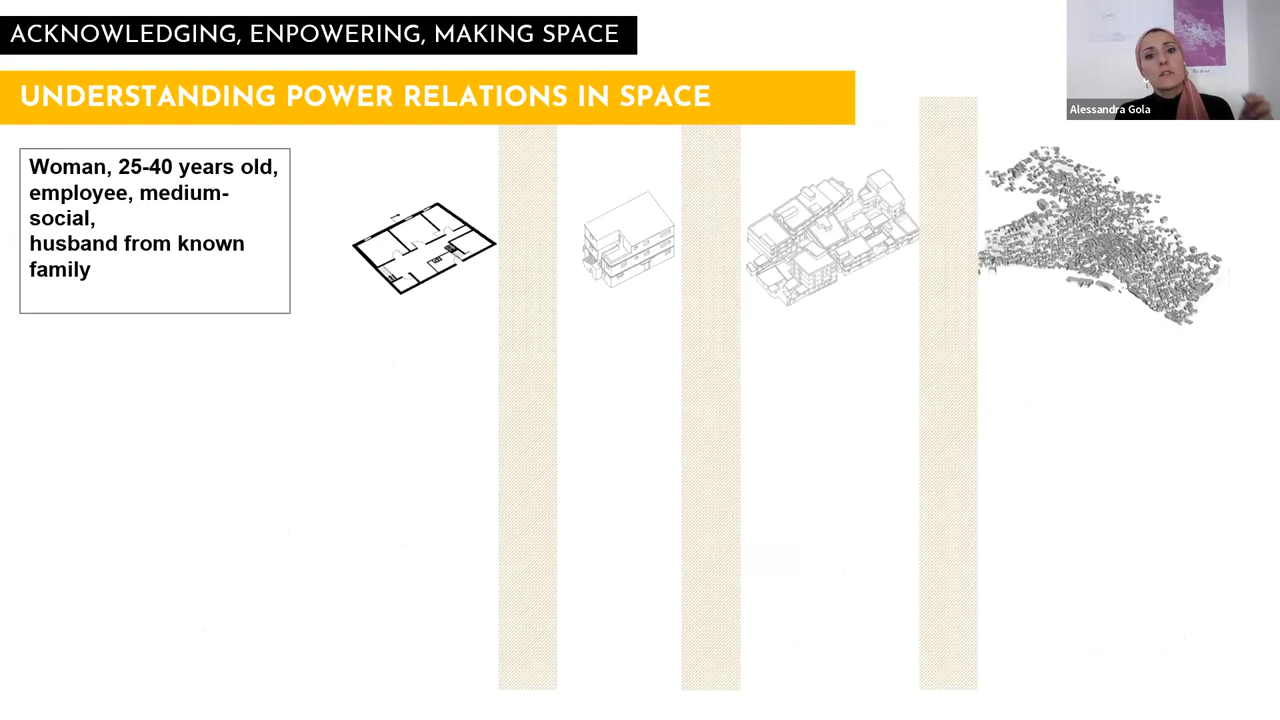 ACKNOWLEDGING, ENPOWERING, MAKING SPACE
UNDERSTANDING POWER RELATIONS IN SPACE
Alessandra Gola
Woman, 25-40 years old,
employee, medium-
social,
husband from known
family